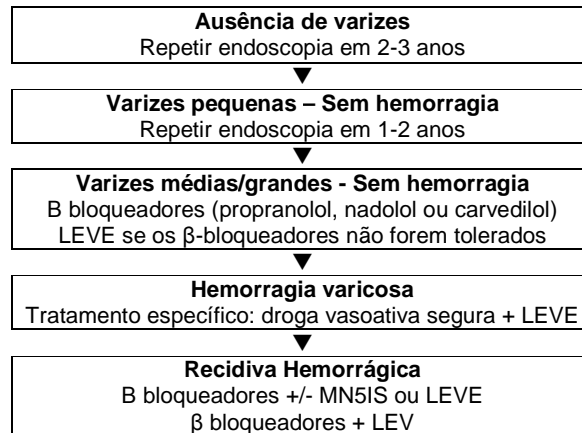 Ausência de varizes
Repetir endoscopia em 2-3 anos
Varizes pequenas – Sem hemorragia
Repetir endoscopia em 1-2 anos
Varizes médias/grandes - Sem hemorragia
B bloqueadores (propranolol, nadolol ou carvedilol)
LEVE se os β-bloqueadores não forem tolerados
Hemorragia varicosa
Tratamento específico: droga vasoativa segura + LEVE
Recidiva Hemorrágica
B bloqueadores +/- MN5IS ou LEVE
β bloqueadores + LEV